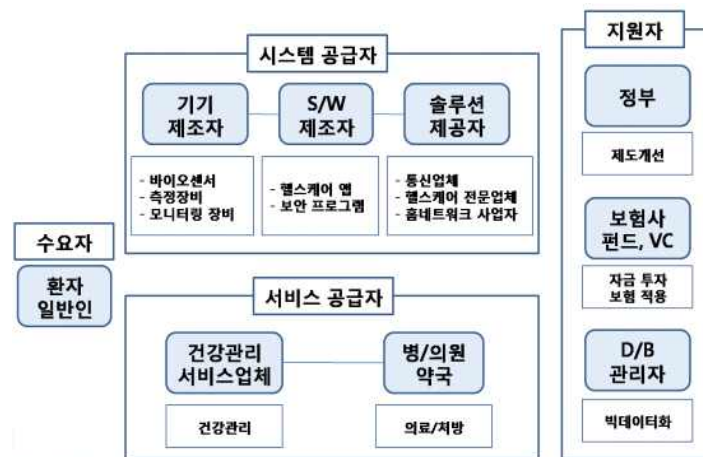 수요자
환자
일반인
시스템 공급자
기기
제조자
- 바이오센서
- 측정장비
- 모니터링 장비
S/W
제조자
- 헬스케어 앱
- 보안 프로그램
솔루션
제공자
- 통신업체
- 헬스케어 전문업체
- 홈네트워크 사업자
서비스 공급자
건강관리
서비스업체
건강관리
병/의원
약국
의료/처방
지원자
정부
제도개선
보험사
펀드, VC
자금 투자
보험 적용
D/B
관리자
빅데이터화